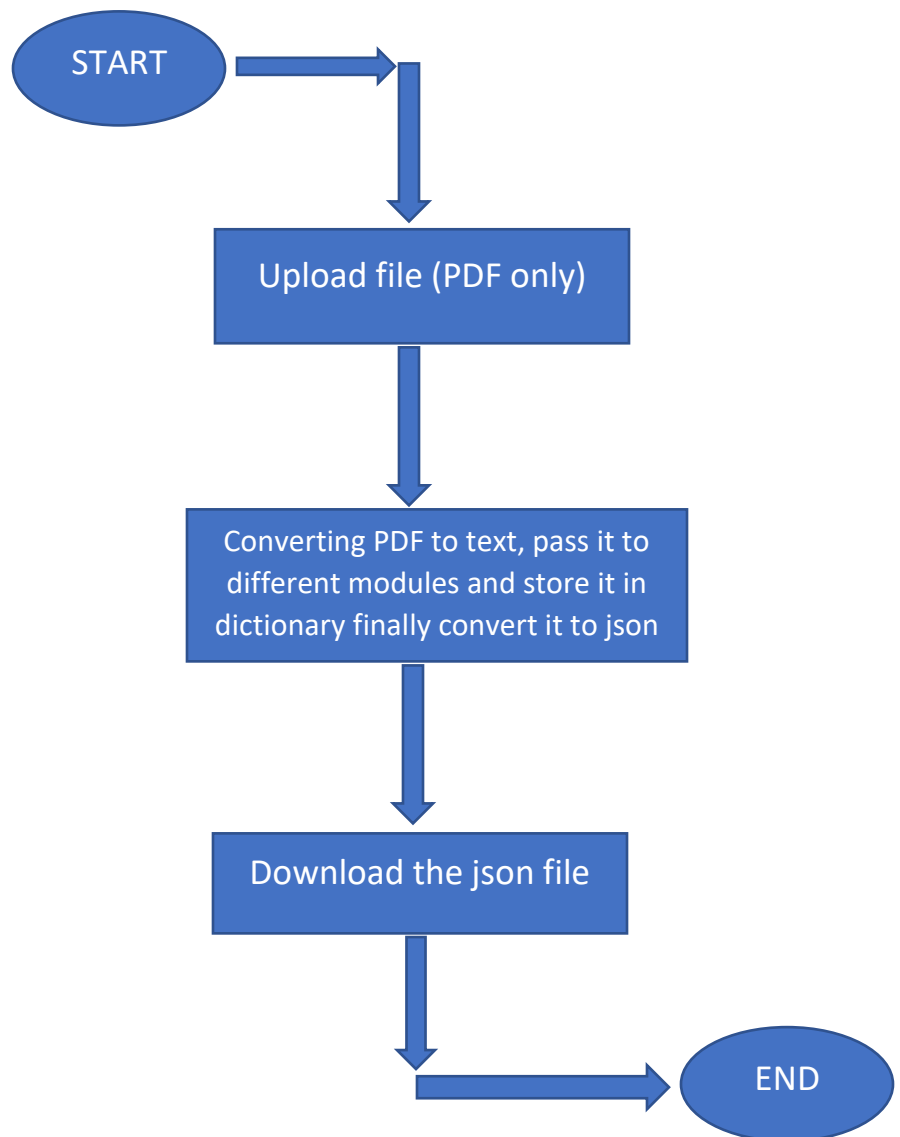 START
Upload file (PDF only)
Converting PDF to text, pass it to
different modules and store it in
dictionary finally convert it to json
Download the json file
END